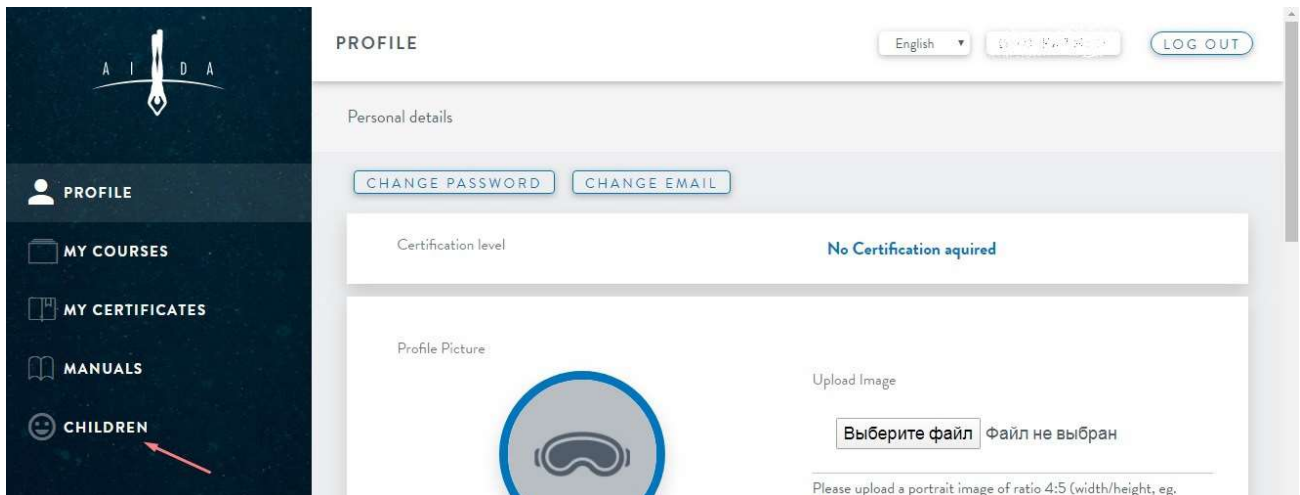 AIDA
PROFILE
MY COURSES
MY CERTIFICATES
MANUALS
CHILDREN
PROFILE
English
LOG OUT
Personal details
CHANGE PASSWORD CHANGE EMAIL
Certification level No Certification aquired
Profile Picture
Upload Image
Выберите файл Файл не выбран
Please upload a portrait image of ratio 4:5 (width/height, eg.